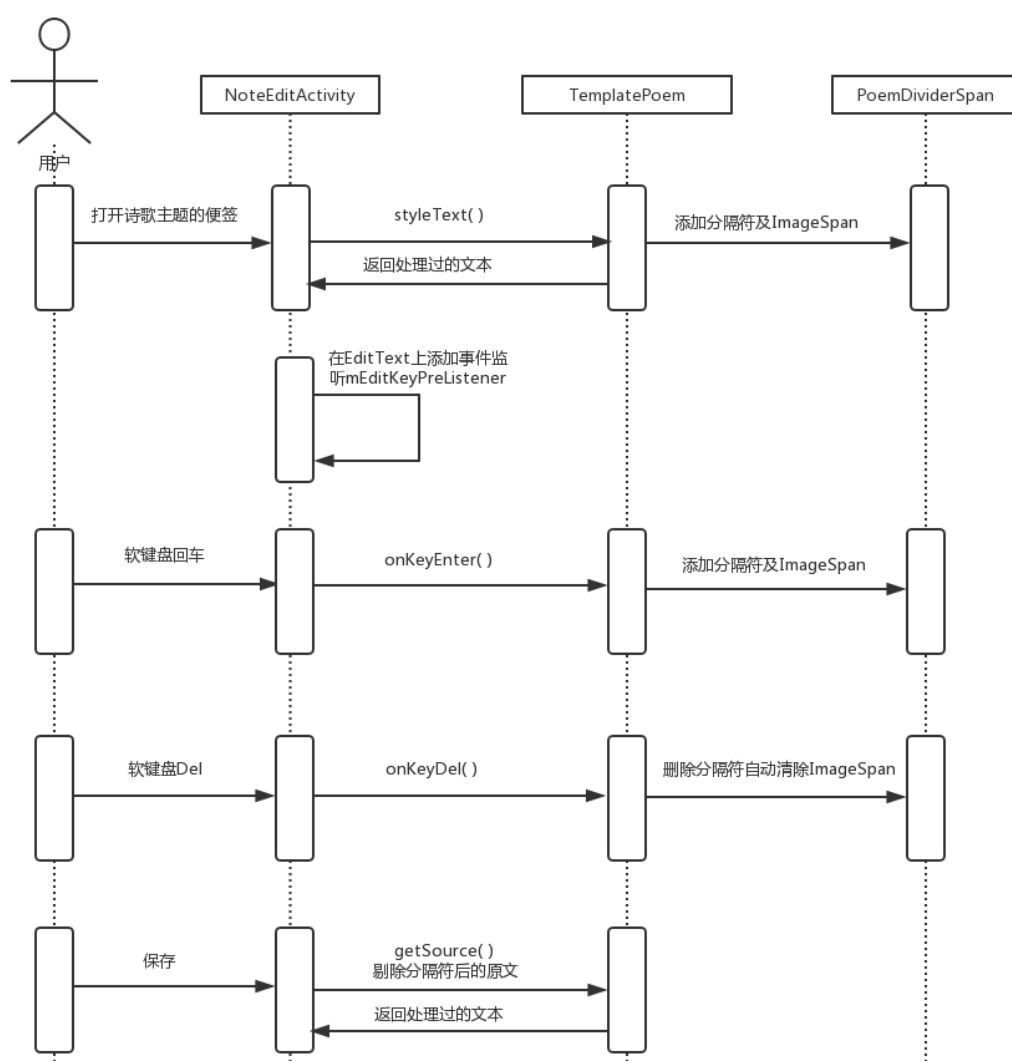 NoteEditActivity
TemplatePoem
PoemDividerSpan
用户
打开诗歌主题的便签
styleText( )
添加分隔符及ImageSpan
返回处理过的文本
在EditText上添加事件监
听mEditKeyPreListener
软键盘回车
onKeyEnter( )
添加分隔符及ImageSpan
软键盘Del
onKeyDel( )
删除分隔符自动清除ImageSpan
保存
getSource( )
剔除分隔符后的原文
返回处理过的文本